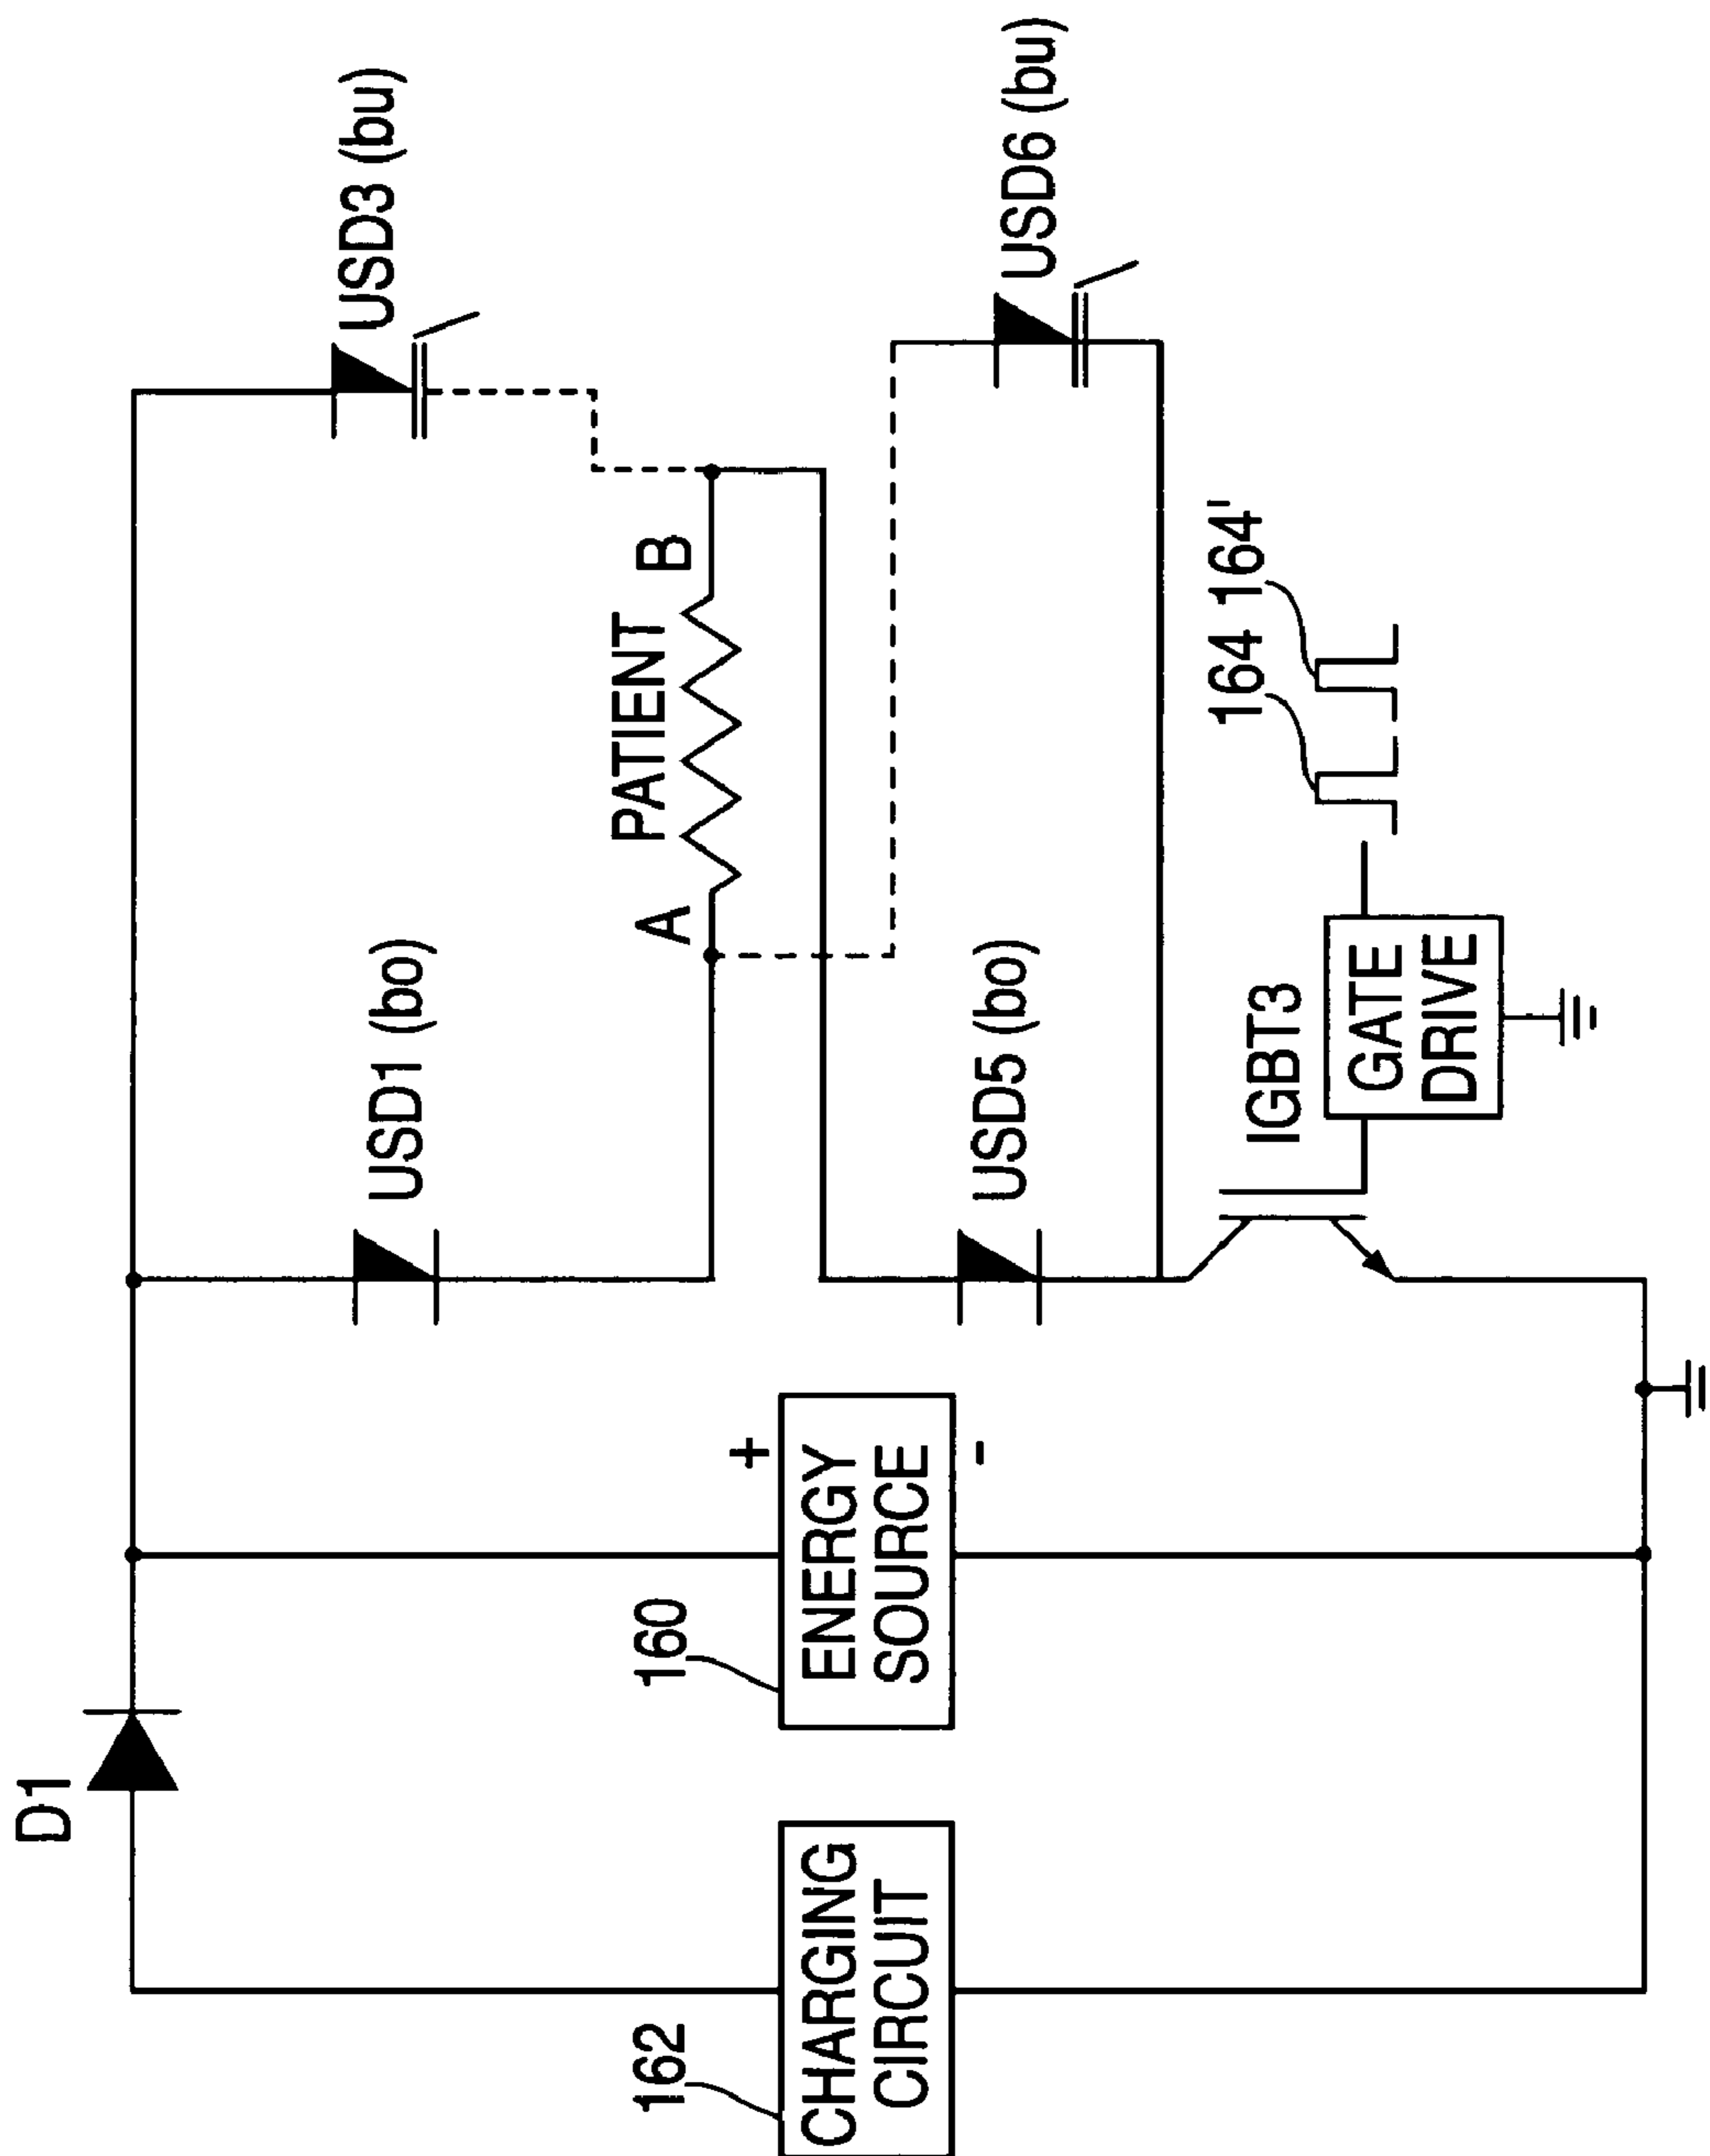 D1
162
CHARGING
CIRCUIT
160
ENERGY
SOURCE
+
-
USD1 (bo)
USD3 (bu)
A
PATIENT
B
USD5 (bo)
USD6 (bu)
IGBT3
GATE
DRIVE
164
164'